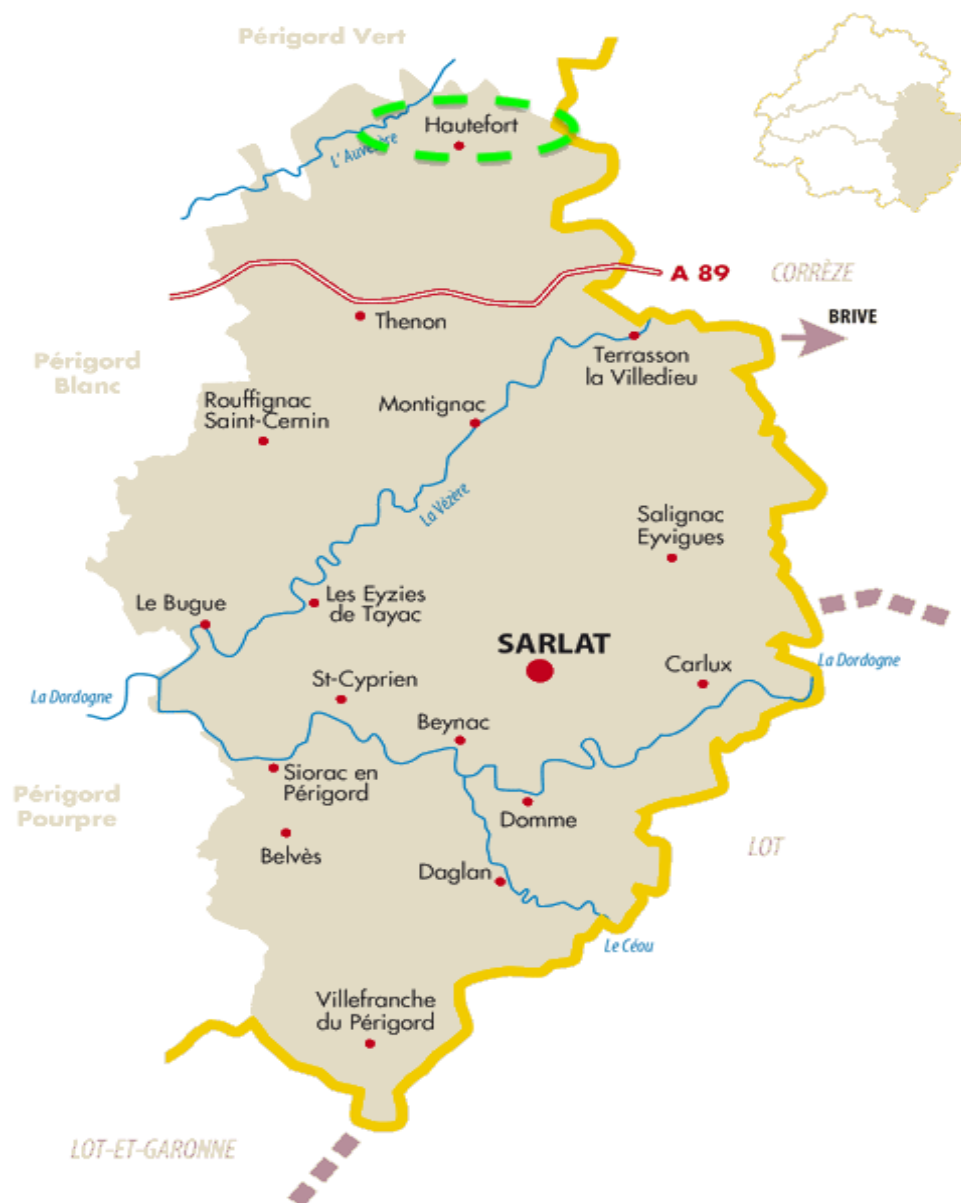 Périgord Vert
Hautefort
L' Auvézère
A 89
CORRÈZE
BRIVE
Thenon
Terrasson
la Villedieu
Périgord
Blanc
Rouffignac
Saint-Cernin
Montignac
La Vézère
Salignac
Eyvigues
Les Eyzies
de Tayac
Le Bugue
SARLAT
Carlux
La Dordogne
La Dordogne
St-Cyprien
Beynac
Siorac en
Périgord
Périgord
Pourpre
Domme
LOT
Belvès
Daglan
Le Céou
Villefranche
du Périgord
LOT-ET-GARONNE